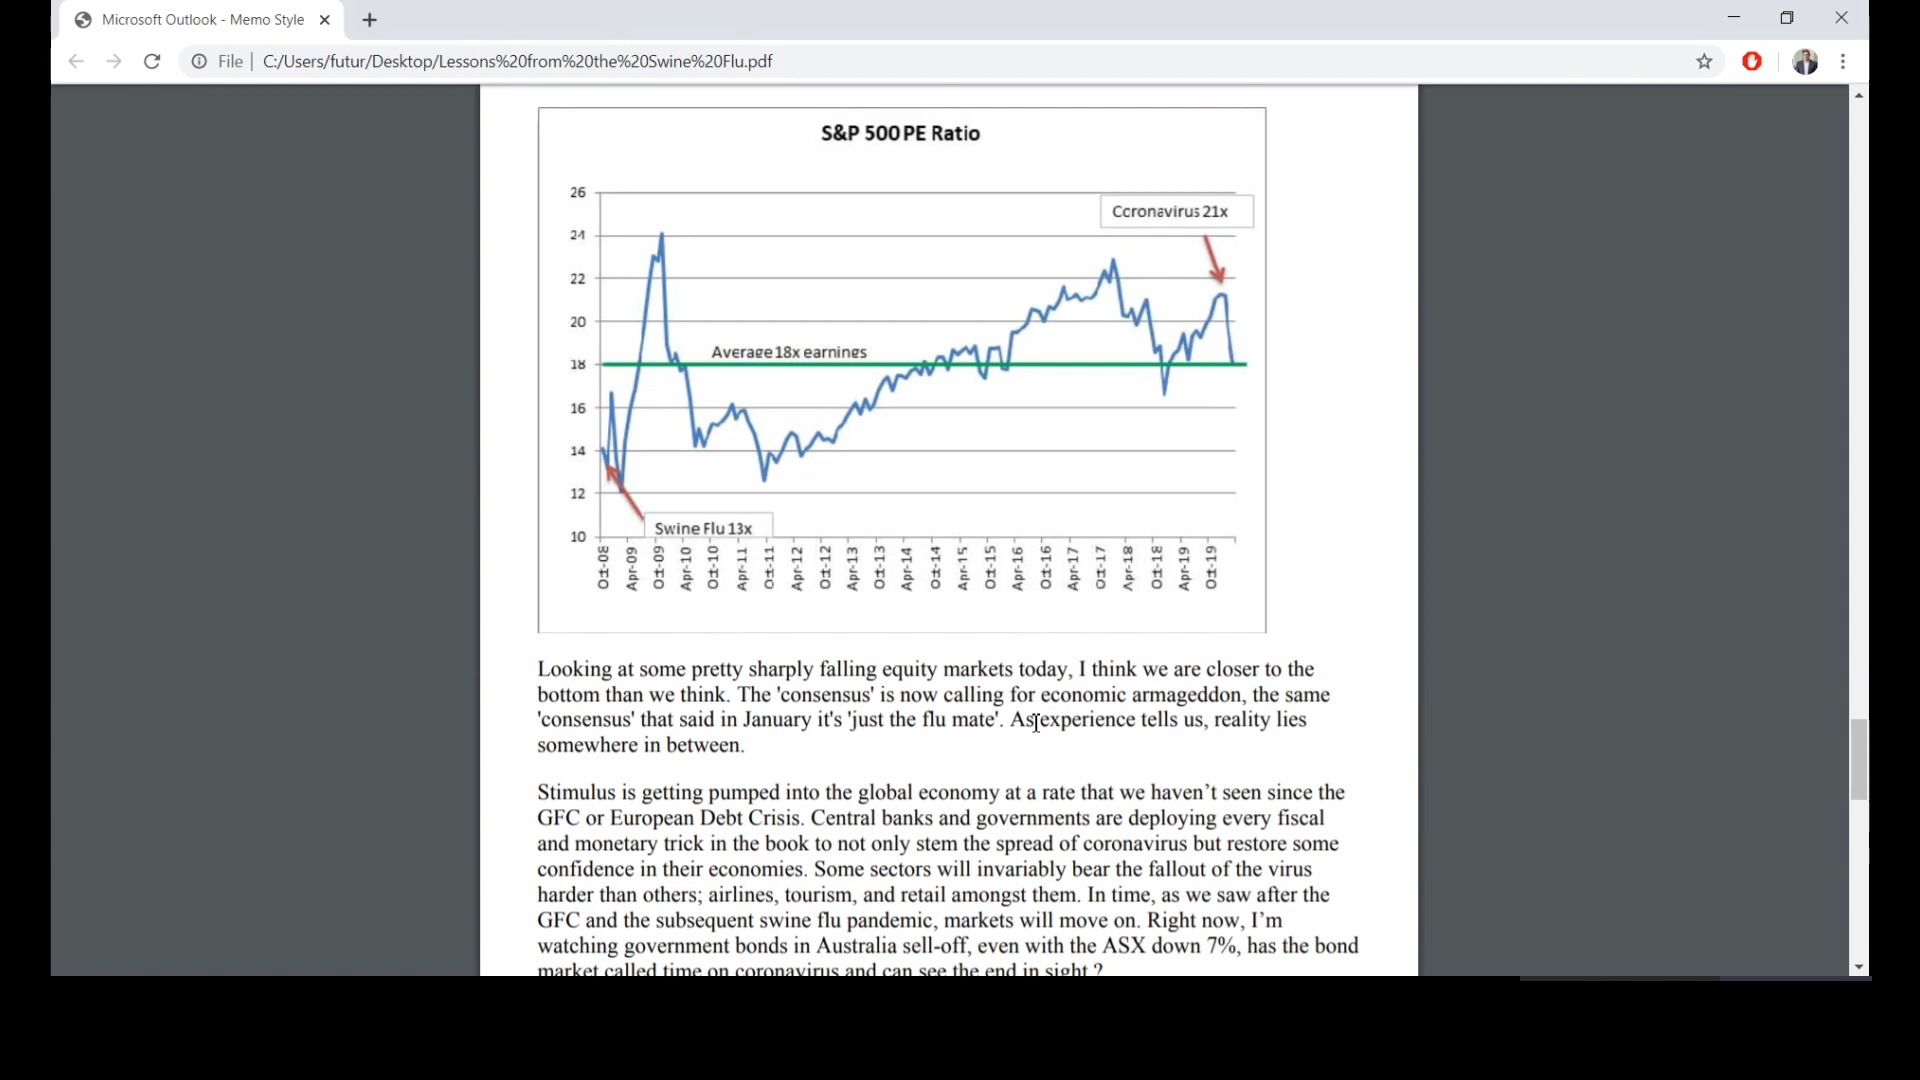 Microsoft Outlook - Memo Style
File
C:/Users/futur/Desktop/Lessons%20from%20the%20Swine%20Flu.pdf
S&P 500 PE Ratio
26
24
22
20
18
16
14
12
10
Coronavirus 21x
Average 18x earnings
Swine Flu 13x
Oct-08
Apr-09
Oct-09
Apr-10
Oct-10
Apr-11
Oct-11
Apr-12
Oct-12
Apr-13
Oct-13
Apr-14
Oct-14
Apr-15
Oct-15
Apr-16
Oct-16
Apr-17
Oct-17
Apr-18
Oct-18
Apr-19
Oct-19
Looking at some pretty sharply falling equity markets today, I think we are closer to the
bottom than we think. The 'consensus' is now calling for economic armageddon, the same
'consensus' that said in January it's 'just the flu mate'. As experience tells us, reality lies
somewhere in between.
Stimulus is getting pumped into the global economy at a rate that we haven’t seen since the
GFC or European Debt Crisis. Central banks and governments are deploying every fiscal
and monetary trick in the book to not only stem the spread of coronavirus but restore some
confidence in their economies. Some sectors will invariably bear the fallout of the virus
harder than others; airlines, tourism, and retail amongst them. In time, as we saw after the
GFC and the subsequent swine flu pandemic, markets will move on. Right now, I’m
watching government bonds in Australia sell-off, even with the ASX down 7%, has the bond
market called time on coronavirus and can see the end in sight ?